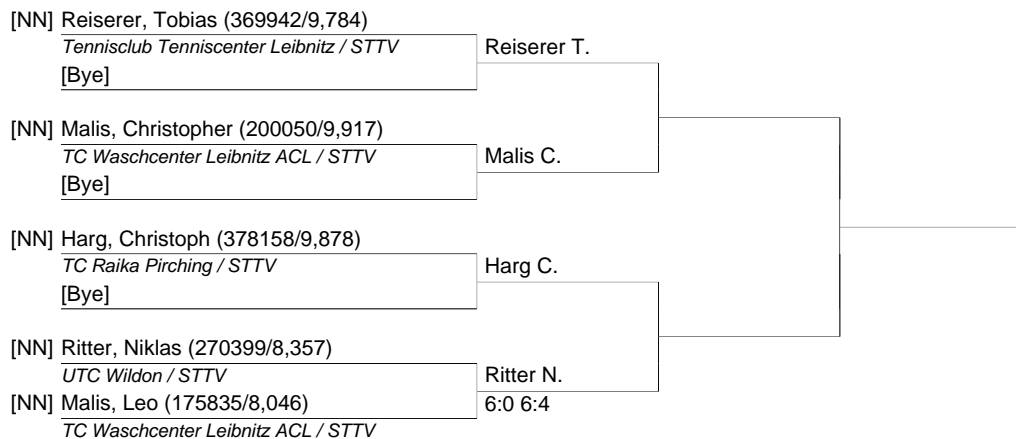 [NN] Reiserer, Tobias (369942/9,784)
Tennisclub Tenniscenter Leibnitz / STTV
Reiserer T.
[Bye]
[NN] Malis, Christopher (200050/9,917)
TC Waschcenter Leibnitz ACL / STTV
Malis C.
[Bye]
[NN] Harg, Christoph (378158/9,878)
TC Raika Pirching / STTV
Harg C.
[Bye]
[NN] Ritter, Niklas (270399/8,357)
UTC Wildon / STTV
Ritter N.
[NN] Malis, Leo (175835/8,046)
6:0 6:4
TC Waschcenter Leibnitz ACL / STTV